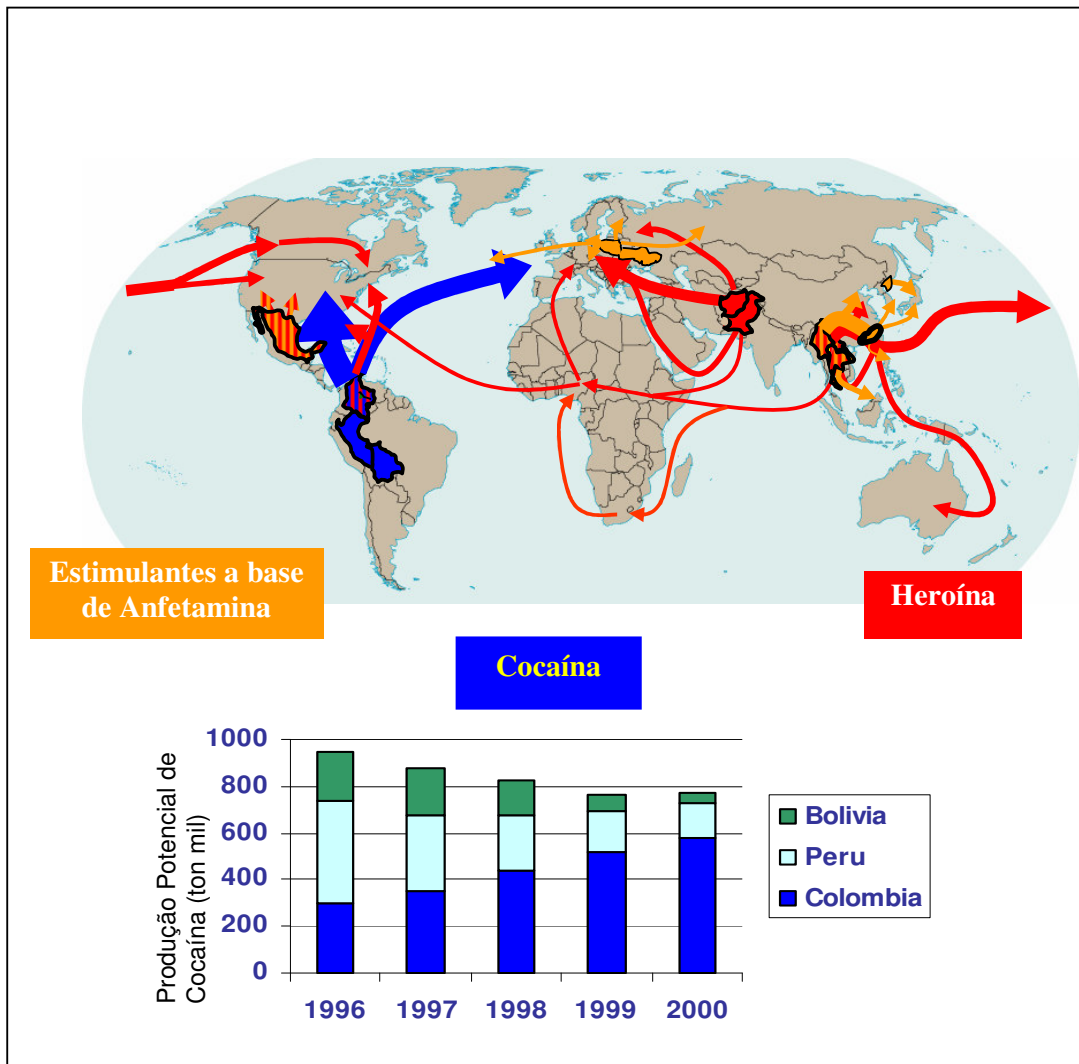 Estimulantes a base
de Anfetamina
Heroína
Cocaína
Produção Potencial de
Cocaína (ton mil)
1000
800
600
400
200
0
1996 1997 1998 1999 2000
Bolivia
Peru
Colombia